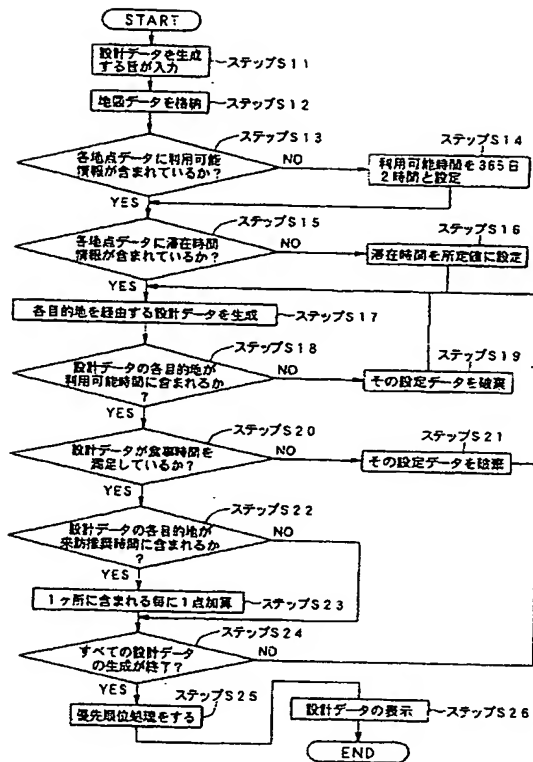 START
設計データを生成
する旨が入力
ステップS11
地図データを格納
ステップS12
ステップS13
各地点データに利用可能
情報が含まれているか？
NO
ステップS14
利用可能時間を365日
2時間と設定
YES
ステップS15
各地点データに滞在時間
情報が含まれているか？
NO
ステップS16
滞在時間を所定値に設定
YES
各目的地を経由する設計データを生成
ステップS17
ステップS18
設計データの各目的地が
利用可能時間に含まれるか
？
NO
ステップS19
その設定データを破棄
YES
ステップS20
設計データが食事時間を
満足しているか？
NO
ステップS21
その設定データを破棄
YES
ステップS22
設計データの各目的地が
来訪推奨時間に含まれるか
？
NO
YES
1ヶ所に含まれる毎に1点加算
ステップS23
ステップS24
すべての設計データ
の生成が終了？
NO
YES
ステップS25
優先順位処理をする
設計データの表示
ステップS26
END